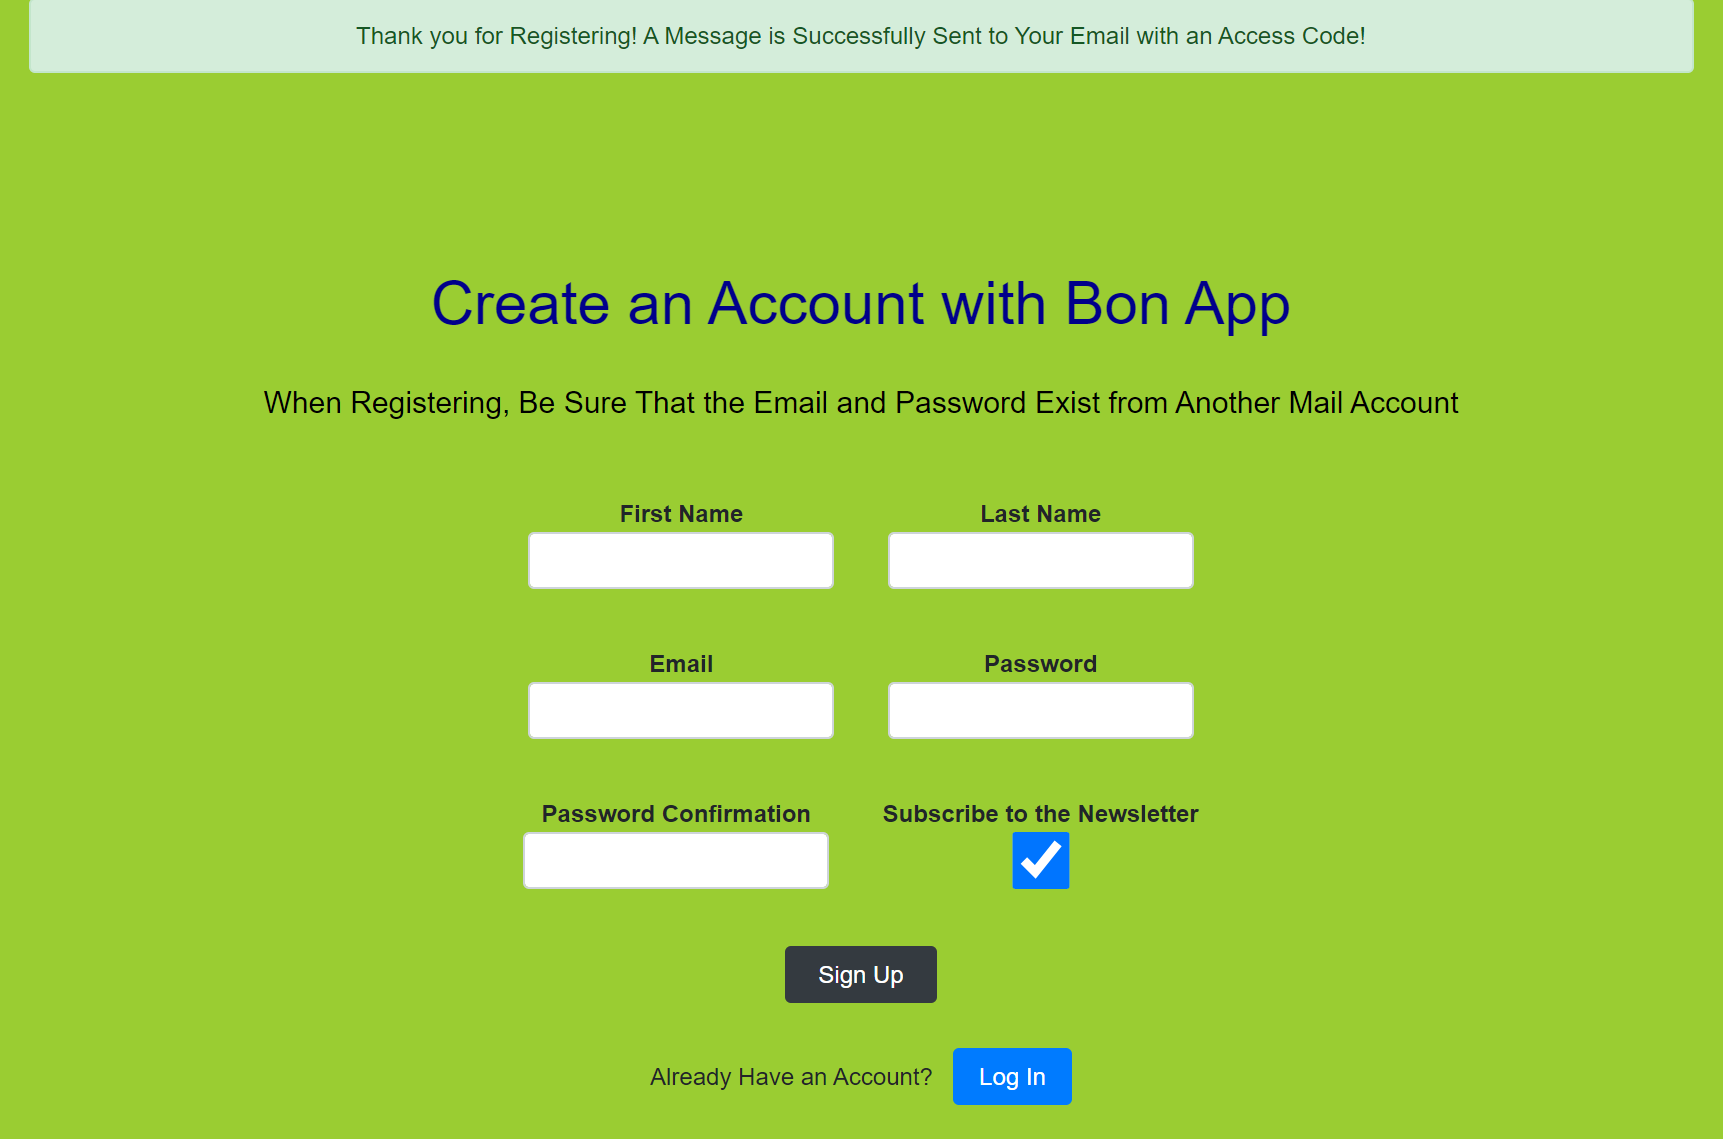 Thank you for Registering! A Message is Successfully Sent to Your Email with an Access Code!
Create an Account with Bon App
When Registering, Be Sure That the Email and Password Exist from Another Mail Account
First Name
Last Name
Email
Password
Password Confirmation
Subscribe to the Newsletter
Sign Up
Already Have an Account?
Log In